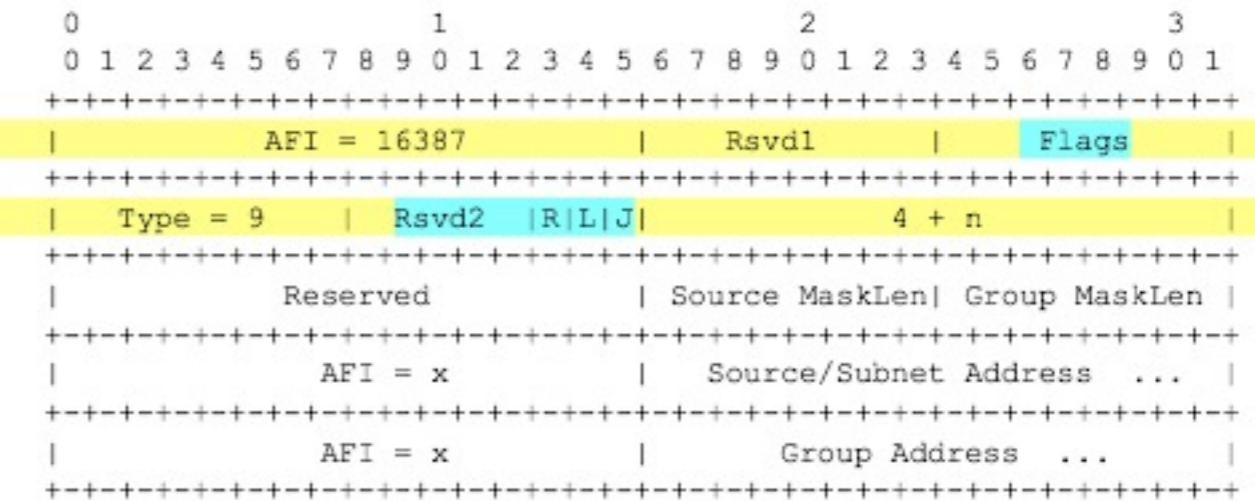 0                   1                   2                   3
0 1 2 3 4 5 6 7 8 9 0 1 2 3 4 5 6 7 8 9 0 1 2 3 4 5 6 7 8 9 0 1
+-+-+-+-+-+-+-+-+-+-+-+-+-+-+-+-+-+-+-+-+-+-+-+-+-+-+-+-+-+-+-+-+
|           AFI = 16387         |    Rsvd1      |     Flags     |
+-+-+-+-+-+-+-+-+-+-+-+-+-+-+-+-+-+-+-+-+-+-+-+-+-+-+-+-+-+-+-+-+
|   Type = 9    |  Rsvd2  |R|L|J|             4 + n             |
+-+-+-+-+-+-+-+-+-+-+-+-+-+-+-+-+-+-+-+-+-+-+-+-+-+-+-+-+-+-+-+-+
|            Reserved           | Source MaskLen| Group MaskLen |
+-+-+-+-+-+-+-+-+-+-+-+-+-+-+-+-+-+-+-+-+-+-+-+-+-+-+-+-+-+-+-+-+
|              AFI = x          |   Source/Subnet Address  ...  |
+-+-+-+-+-+-+-+-+-+-+-+-+-+-+-+-+-+-+-+-+-+-+-+-+-+-+-+-+-+-+-+-+
|              AFI = x          |       Group Address  ...      |
+-+-+-+-+-+-+-+-+-+-+-+-+-+-+-+-+-+-+-+-+-+-+-+-+-+-+-+-+-+-+-+-+